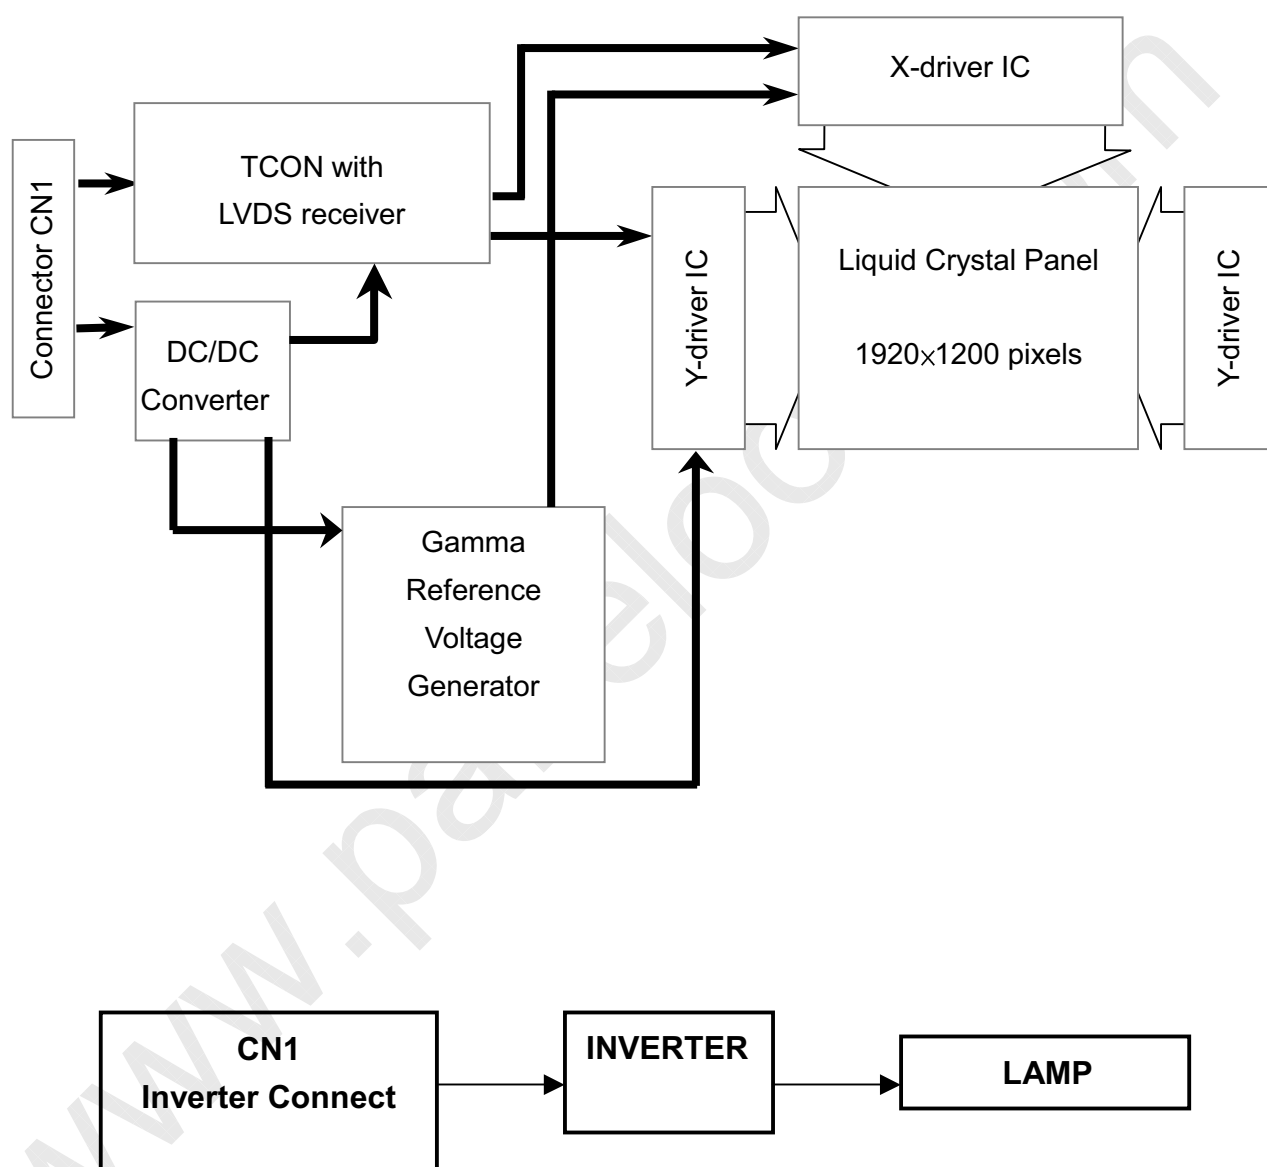 X-driver IC
TCON with
LVDS receiver
Connector CN1
DC/DC
Converter
Y-driver IC
Liquid Crystal Panel
1920×1200 pixels
Y-driver IC
Gamma
Reference
Voltage
Generator
CN1
Inverter Connect
INVERTER
LAMP